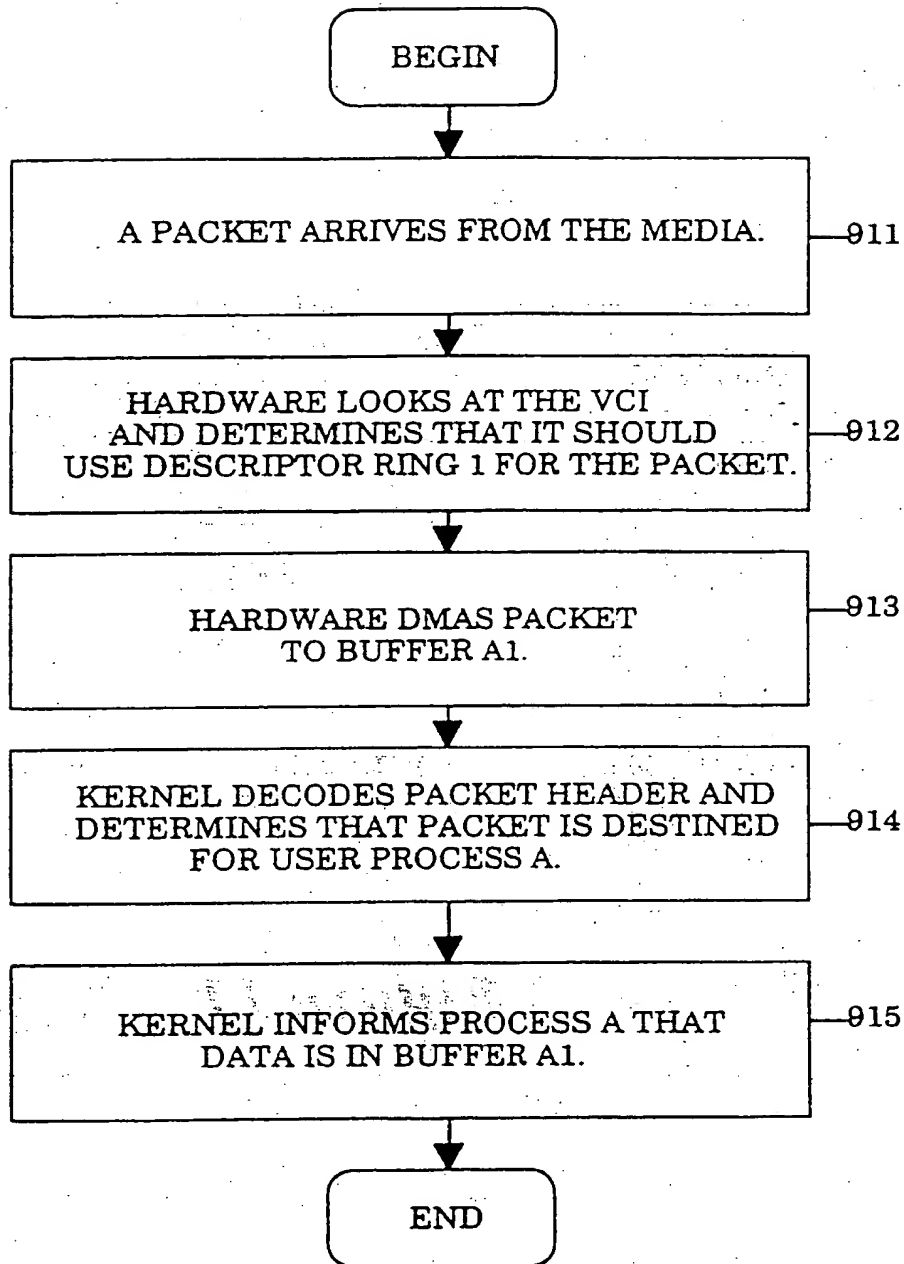 BEGIN
A PACKET ARRIVES FROM THE MEDIA.
911
HARDWARE LOOKS AT THE VCI
AND DETERMINES THAT IT SHOULD
USE DESCRIPTOR RING 1 FOR THE PACKET.
912
HARDWARE DMAS PACKET
TO BUFFER A1.
913
KERNEL DECODES PACKET HEADER AND
DETERMINES THAT PACKET IS DESTINED
FOR USER PROCESS A.
914
KERNEL INFORMS PROCESS A THAT
DATA IS IN BUFFER A1.
915
END